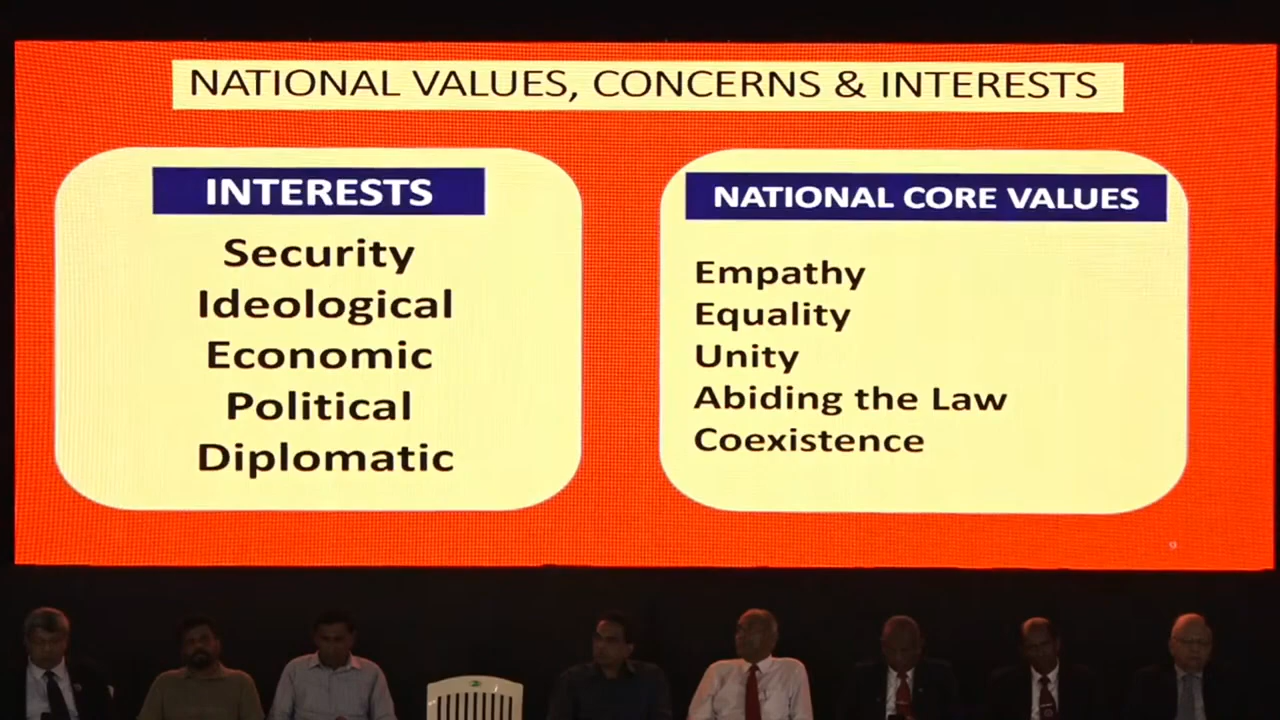 NATIONAL VALUES, CONCERNS & INTERESTS
INTERESTS
Security
Ideological
Economic
Political
Diplomatic
NATIONAL CORE VALUES
Empathy
Equality
Unity
Abiding the Law
Coexistence
9